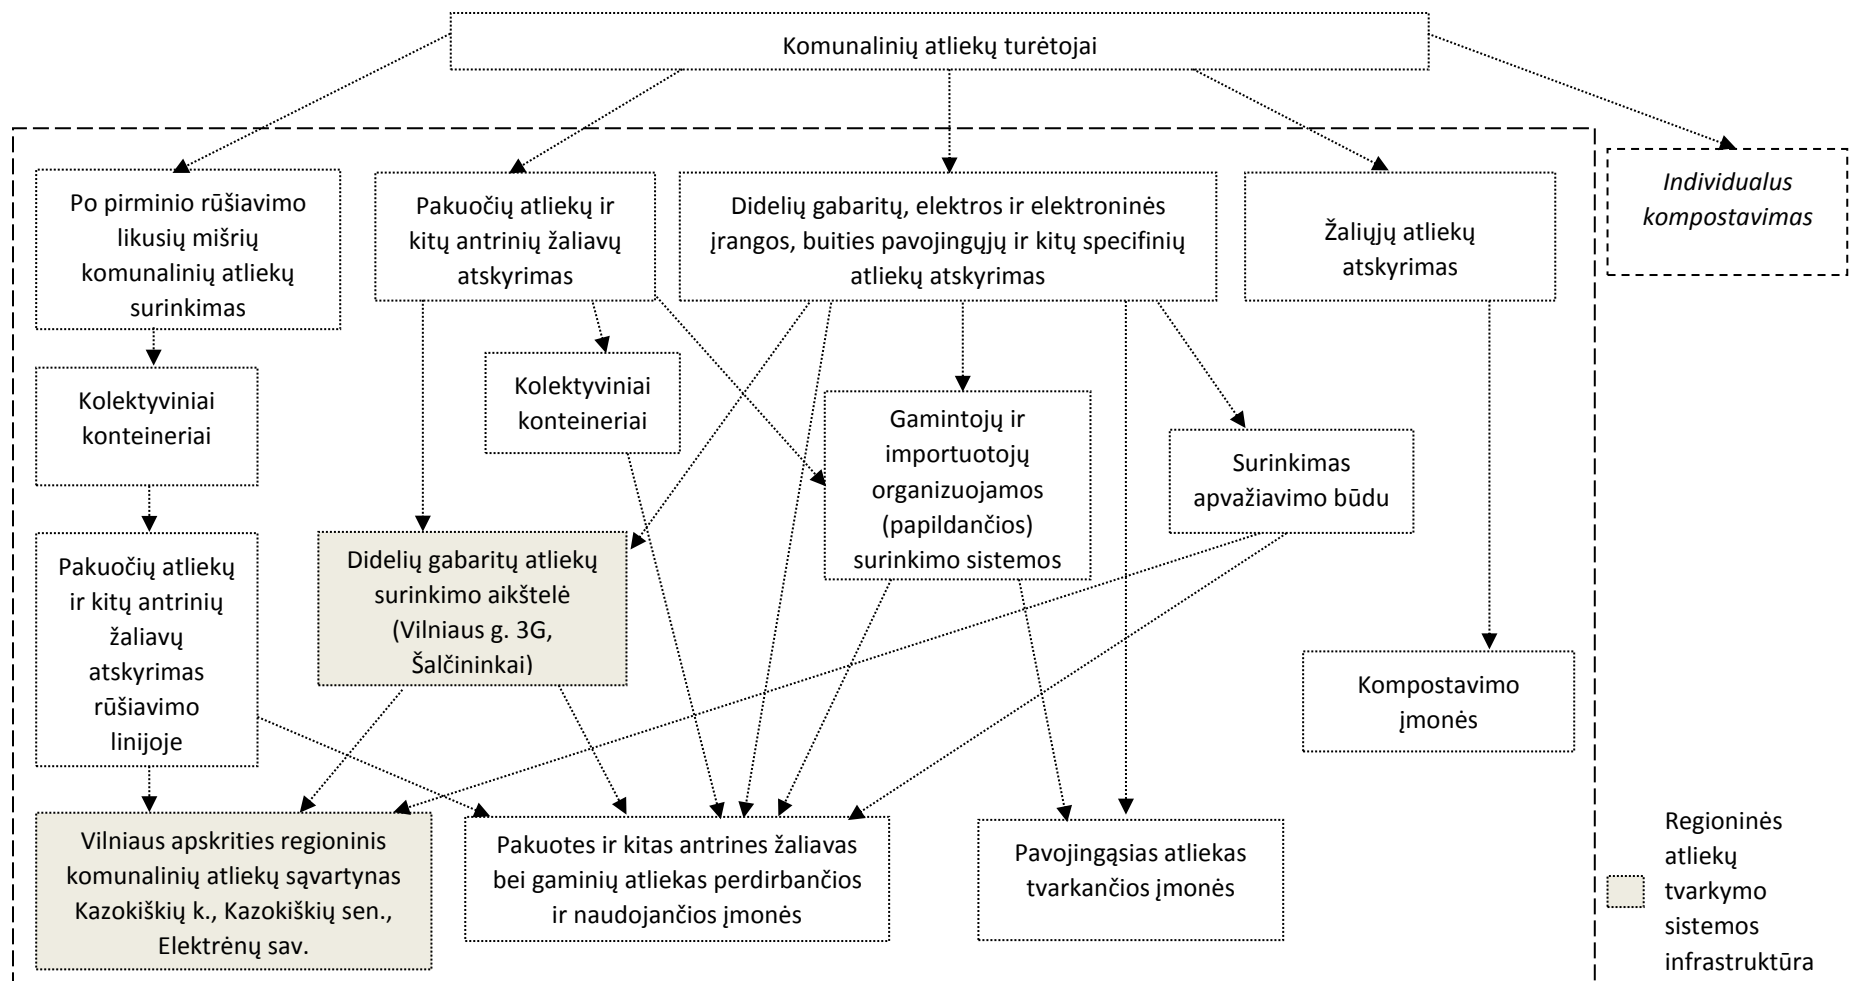 Komunalinių atliekų turėtojai
Po pirminio rūšiavimo
likusių mišrių
komunalinių atliekų
surinkimas
Pakuočių atliekų ir
kitų antrinių žaliavų
atskyrimas
Didelių gabaritų, elektros ir elektroninės
įrangos, buities pavojingųjų ir kitų specifinių
atliekų atskyrimas
Žaliųjų atliekų
atskyrimas
Individualus
kompostavimas
Kolektyviniai
konteineriai
Kolektyviniai
konteineriai
Gamintojų ir
importuotojų
organizuojamos
(papildančios)
surinkimo sistemos
Surinkimas
apvažiavimo būdu
Pakuočių atliekų
ir kitų antrinių
žaliavų
atskyrimas
rūšiavimo
linijoje
Didelių gabaritų atliekų
surinkimo aikštelė
(Vilniaus g. 3G,
Šalčininkai)
Kompostavimo
įmonės
Vilniaus apskrities regioninis
komunalinių atliekų sąvartynas
Kazokiškių k., Kazokiškių sen.,
Elektrėnų sav.
Pakuotes ir kitas antrines žaliavas
bei gaminių atliekas perdirbančios
ir naudojančios įmonės
Pavojingąsias atliekas
tvarkančios įmonės
Regioninės
atliekų
tvarkymo
sistemos
infrastruktūra